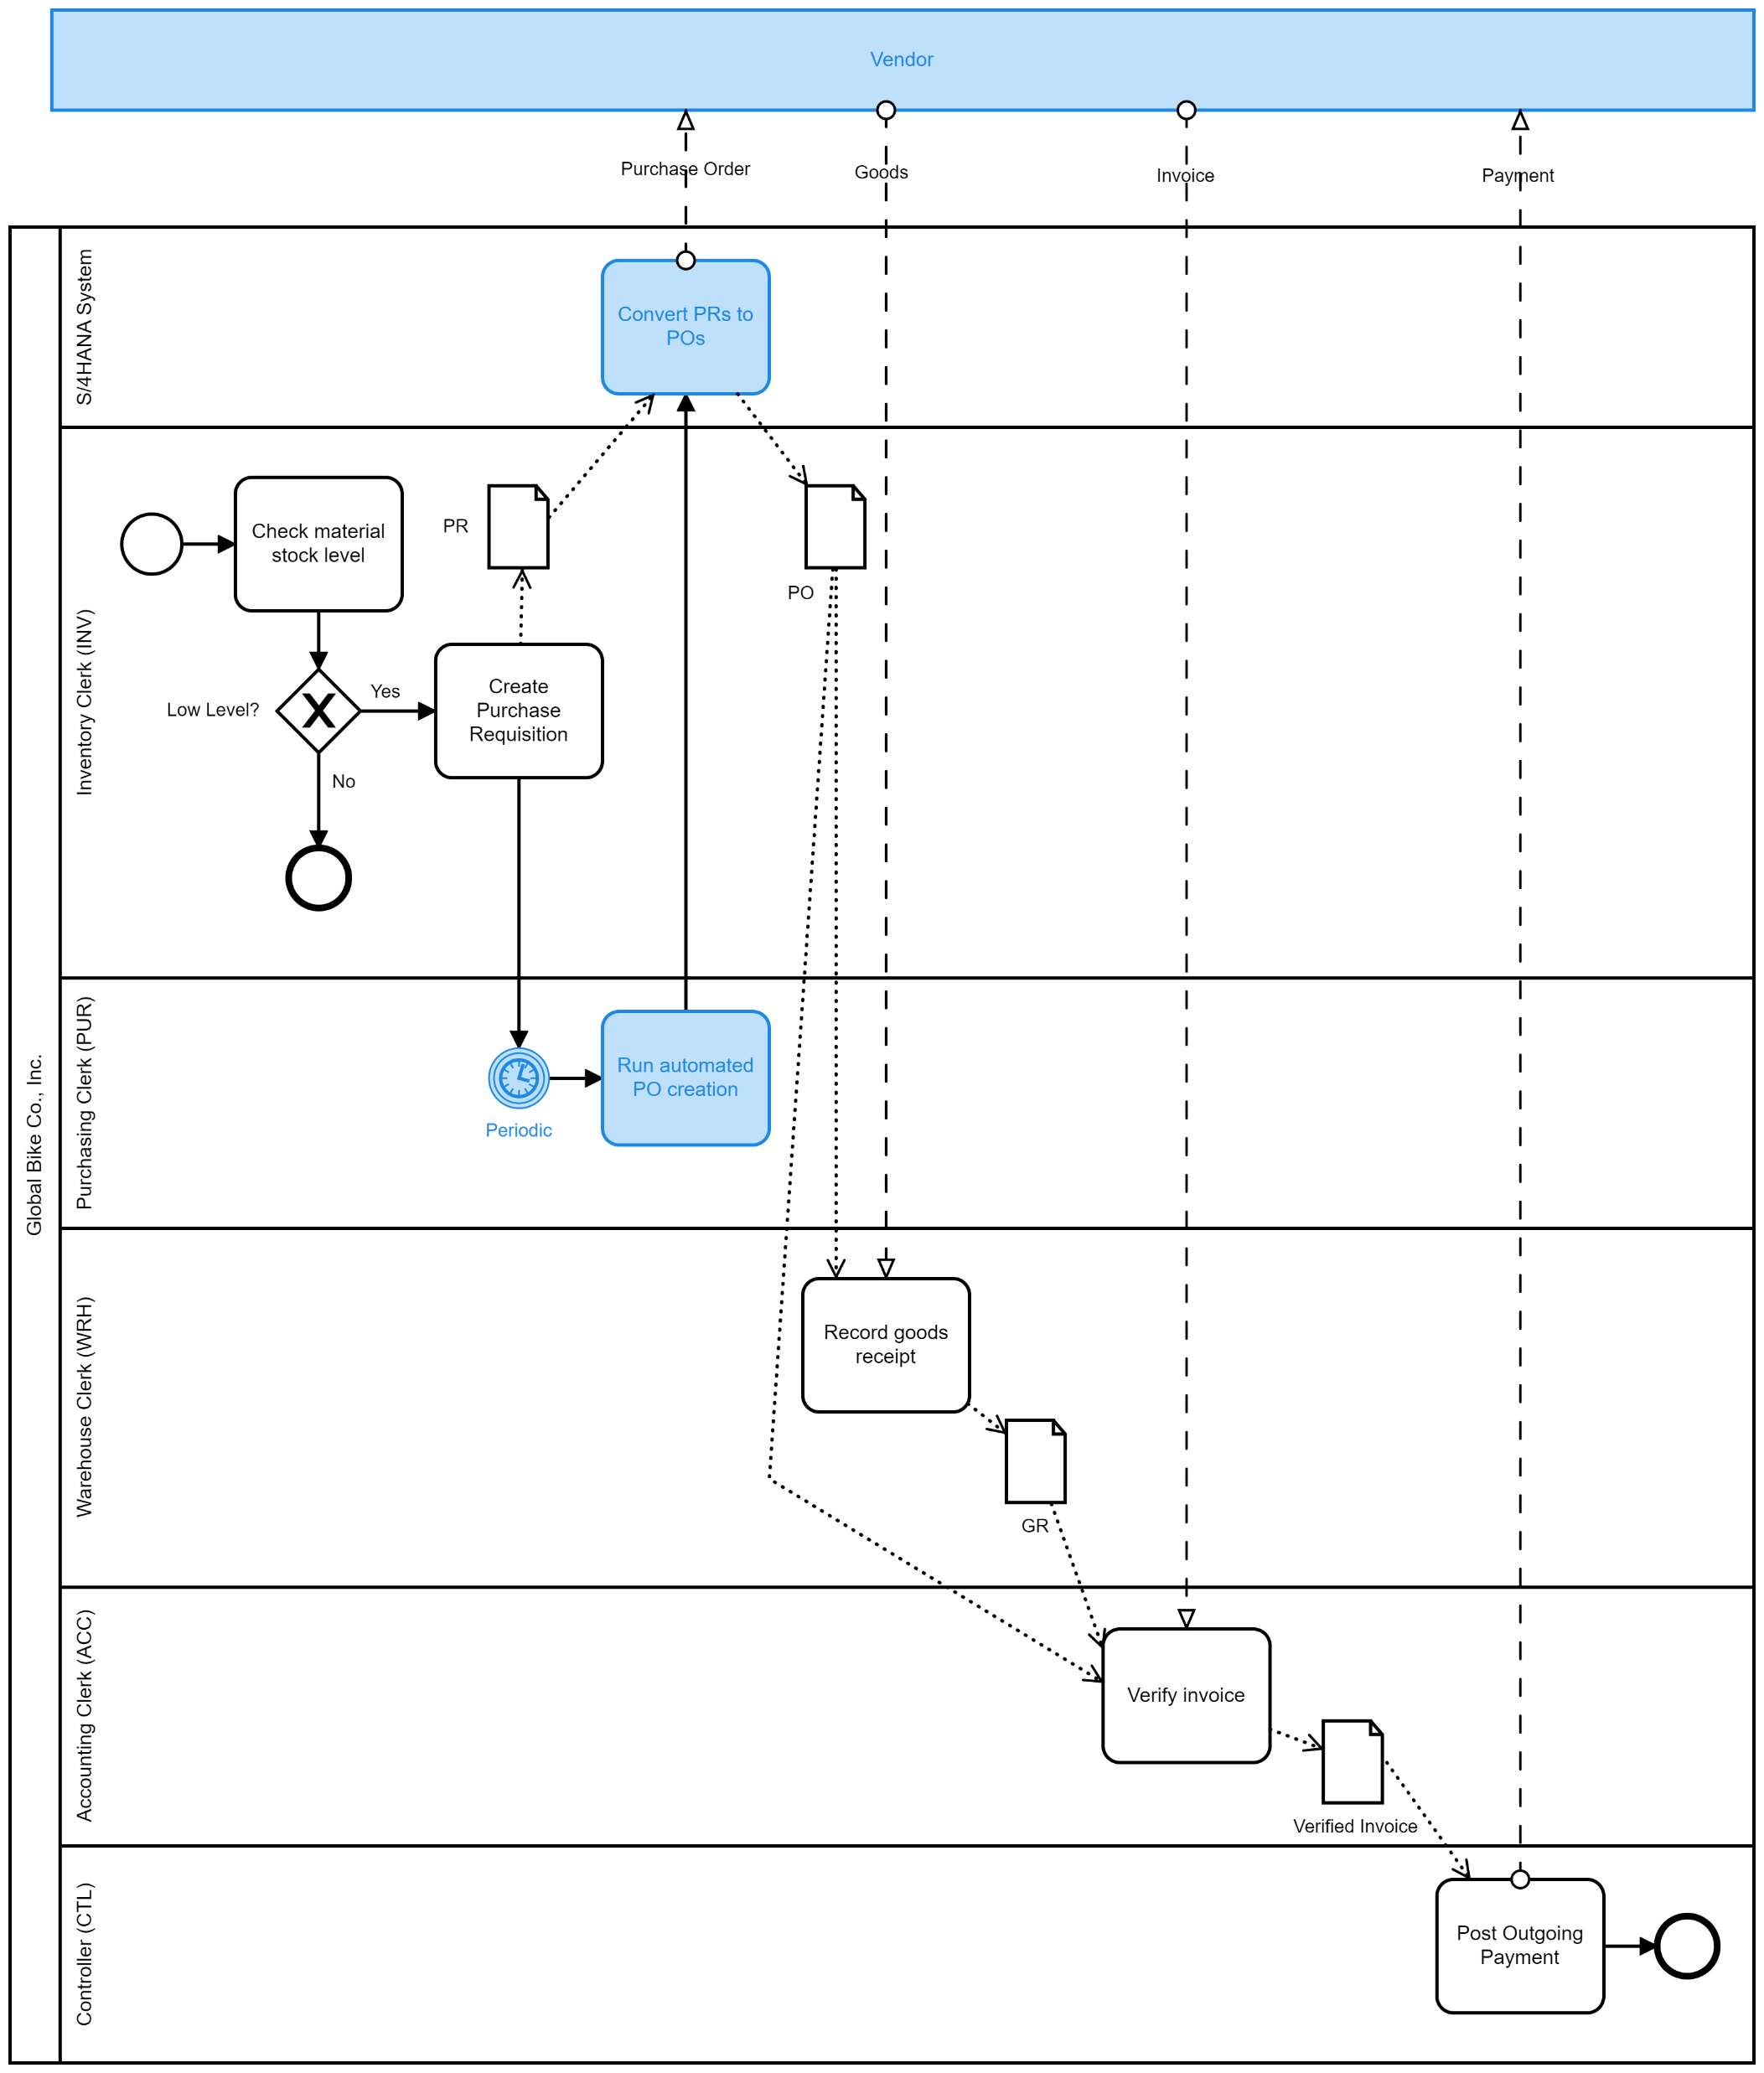 Vendor
Purchase Order
Goods
Invoice
Payment
Global Bike Co., Inc.
S/4HANA System
Convert PRs to
POs
Inventory Clerk (INV)
Check material
stock level
PR
PO
Low Level?
Yes
No
Create
Purchase
Requisition
Purchasing Clerk (PUR)
Periodic
Run automated
PO creation
Warehouse Clerk (WRH)
Record goods
receipt
GR
Accounting Clerk (ACC)
Verify invoice
Verified Invoice
Controller (CTL)
Post Outgoing
Payment